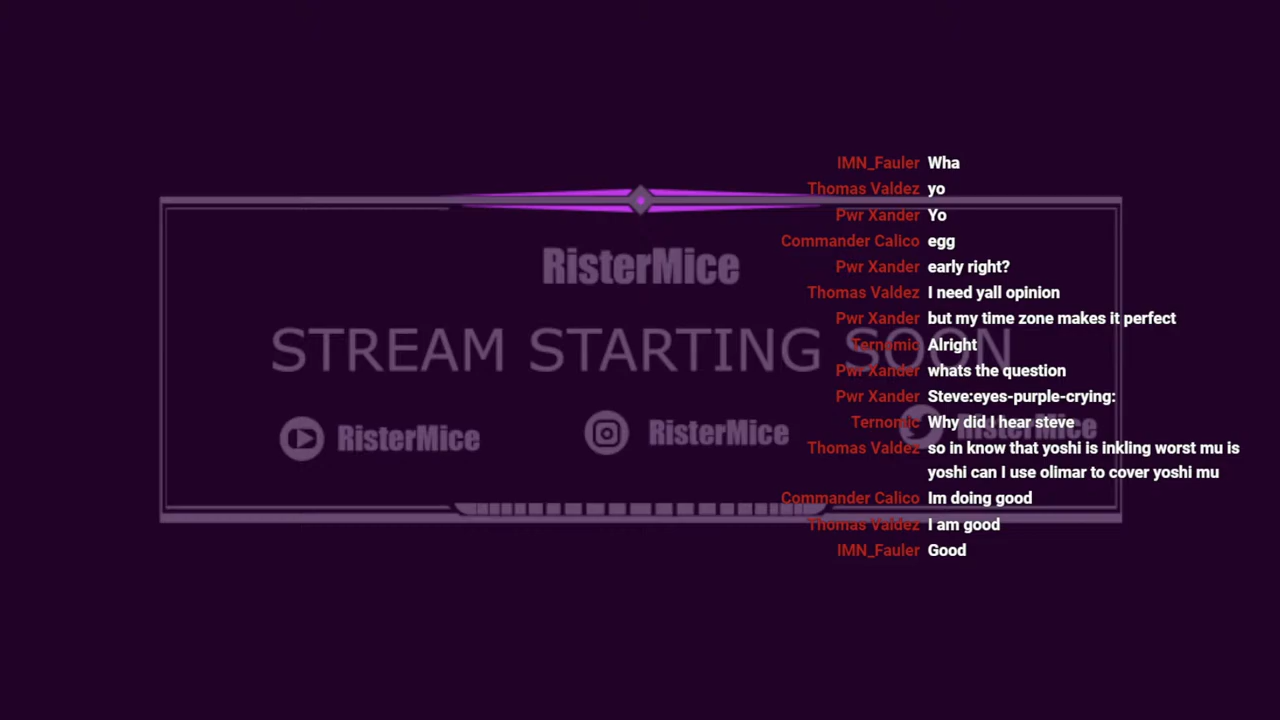 IMN_Fauler Wha
Thomas Valdez yo
Pwr Xander Yo
Commander Calico egg
Pwr Xander early right?
Thomas Valdez I need yall opinion
Pwr Xander but my time zone makes it perfect
Ternomic Alright
Pwr Xander whats the question
Pwr Xander Steve:eyes-purple-crying:
Ternomic Why did I hear steve
Thomas Valdez so in know that yoshi is inkling worst mu is
yoshi can I use olimar to cover yoshi mu
Commander Calico Im doing good
Thomas Valdez I am good
IMN_Fauler Good
RisterMice
STREAM STARTING SOON
RisterMice
RisterMice
RisterMice